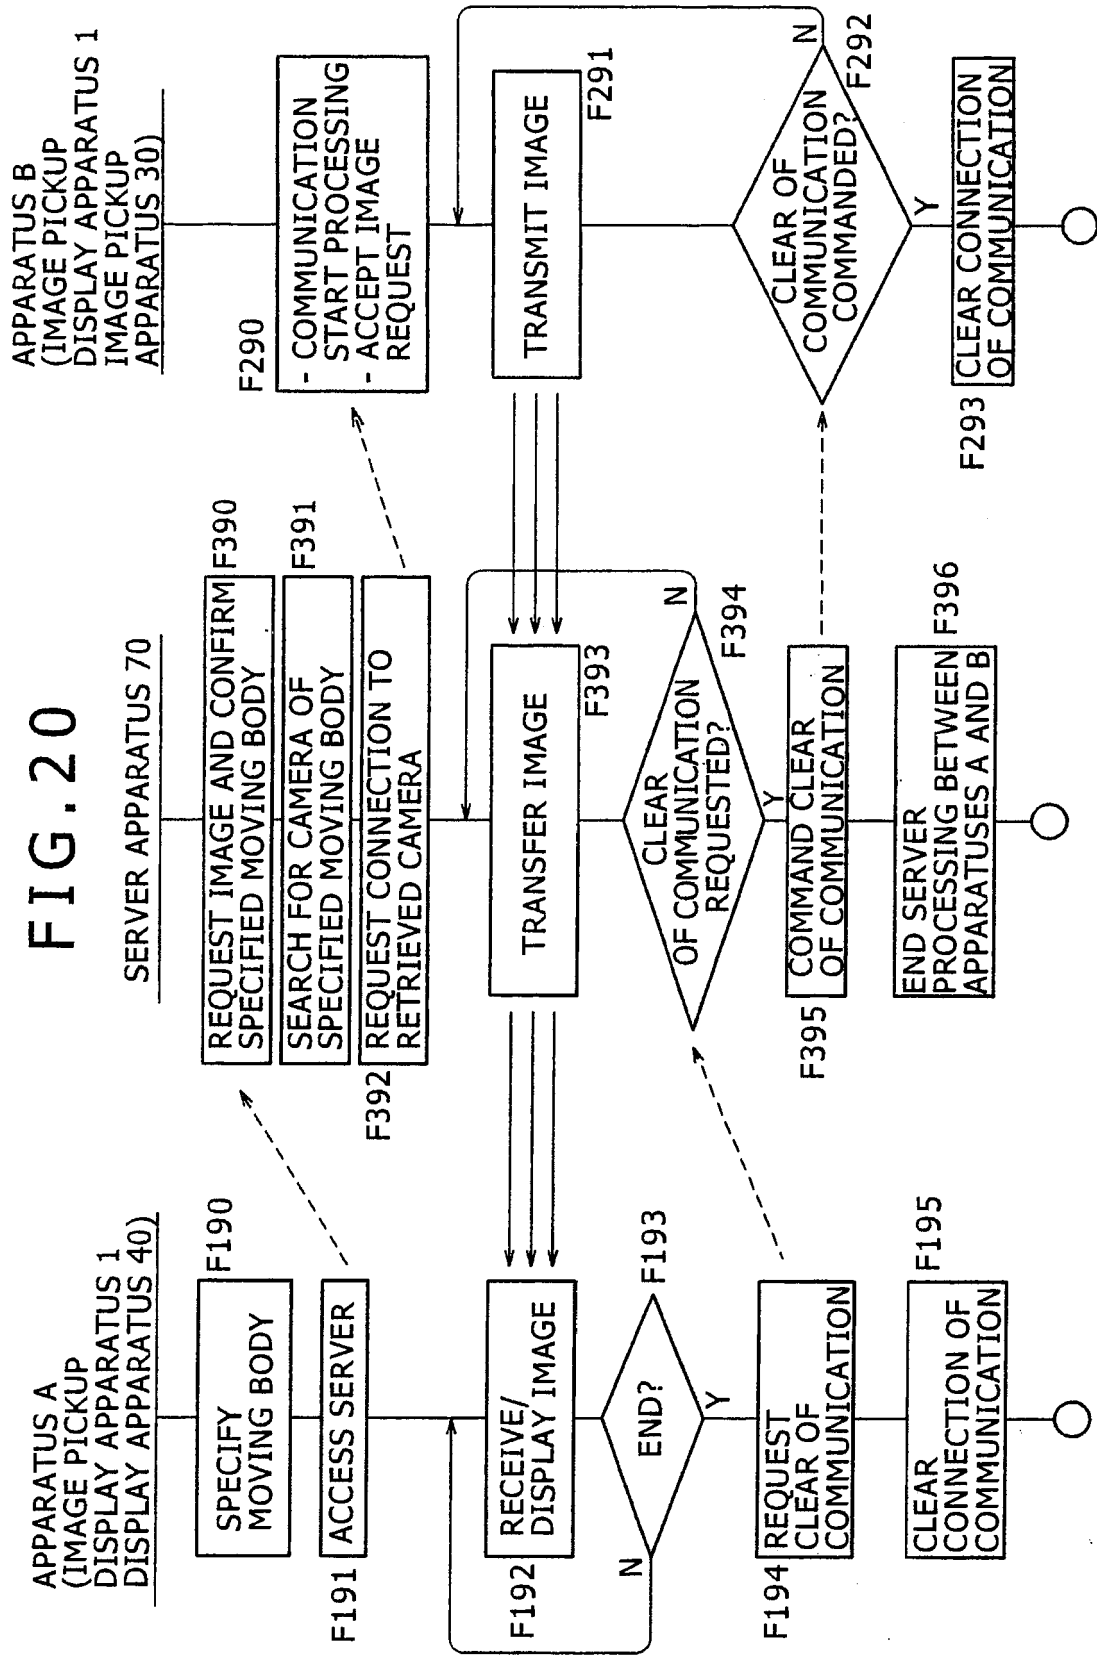 FIG.20
APPARATUS A
(IMAGE PICKUP
DISPLAY APPARATUS 1
DISPLAY APPARATUS 40)
SPECIFY
MOVING BODY
F190
F191
ACCESS SERVER
F192
RECEIVE/
DISPLAY IMAGE
END?
F193
N
Y
F194
REQUEST
CLEAR OF
COMMUNICATION
CLEAR
CONNECTION OF
COMMUNICATION
F195
SERVER APPARATUS 70
REQUEST IMAGE AND CONFIRM
SPECIFIED MOVING BODY
F390
SEARCH FOR CAMERA OF
SPECIFIED MOVING BODY
F391
F392
REQUEST CONNECTION TO
RETRIEVED CAMERA
TRANSFER IMAGE
F393
CLEAR
OF COMMUNICATION
REQUESTED?
N
F394
Y
F395
COMMAND CLEAR
OF COMMUNICATION
END SERVER
PROCESSING BETWEEN
APPARATUSES A AND B
F396
APPARATUS B
(IMAGE PICKUP
DISPLAY APPARATUS 1
IMAGE PICKUP
APPARATUS 30)
F290
- COMMUNICATION
START PROCESSING
- ACCEPT IMAGE
REQUEST
TRANSMIT IMAGE
F291
CLEAR OF
COMMUNICATION
COMMANDED?
N
F292
Y
F293
CLEAR CONNECTION
OF COMMUNICATION